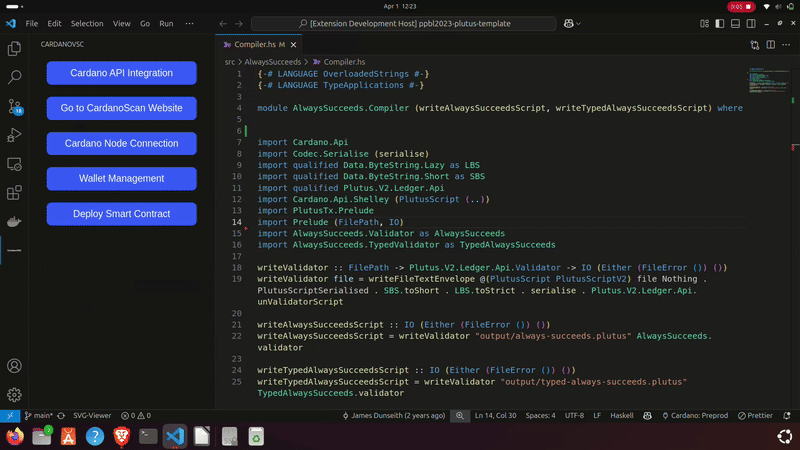 Apr 1 12:23
0:05
File Edit Selection View Go Run ···
[Extension Development Host] ppbl2023-plutus-template
CARDANOVSC
Cardano API Integration
Go to CardanoScan Website
Cardano Node Connection
Wallet Management
Deploy Smart Contract
18
Compiler.hs M
src > AlwaysSucceeds > Compiler.hs
1 {-# LANGUAGE OverloadedStrings #-}
2 {-# LANGUAGE TypeApplications #-}
3
4 module AlwaysSucceeds.Compiler (writeAlwaysSucceedsScript, writeTypedAlwaysSucceedsScript) where
5
6
7 import Cardano.Api
8 import Codec.Serialise (serialise)
9 import qualified Data.ByteString.Lazy as LBS
10 import qualified Data.ByteString.Short as SBS
11 import qualified Plutus.V2.Ledger.Api
12 import Cardano.Api.Shelley (PlutusScript (..))
13 import PlutusTx.Prelude
14 import Prelude (FilePath, IO)
15 import AlwaysSucceeds.Validator as AlwaysSucceeds
16 import AlwaysSucceeds.TypedValidator as TypedAlwaysSucceeds
17
18 writeValidator :: FilePath -> Plutus.V2.Ledger.Api.Validator -> IO (Either (FileError ()) ())
19 writeValidator file = writeFileTextEnvelope @(PlutusScript PlutusScriptV2) file Nothing .
PlutusScriptSerialised . SBS.toShort . LBS.toStrict . serialise . Plutus.V2.Ledger.Api.
unValidatorScript
20
21 writeAlwaysSucceedsScript :: IO (Either (FileError ()) ())
22 writeAlwaysSucceedsScript = writeValidator "output/always-succeeds.plutus" AlwaysSucceeds.
validator
23
24 writeTypedAlwaysSucceedsScript :: IO (Either (FileError ()) ())
25 writeTypedAlwaysSucceedsScript = writeValidator "output/typed-always-succeeds.plutus"
TypedAlwaysSucceeds.validator
main* SVG-Viewer 0 0 James Dunseith (2 years ago) Ln 14, Col 30 Spaces: 4 UTF-8 LF Haskell Cardano: Preprod Prettier
2